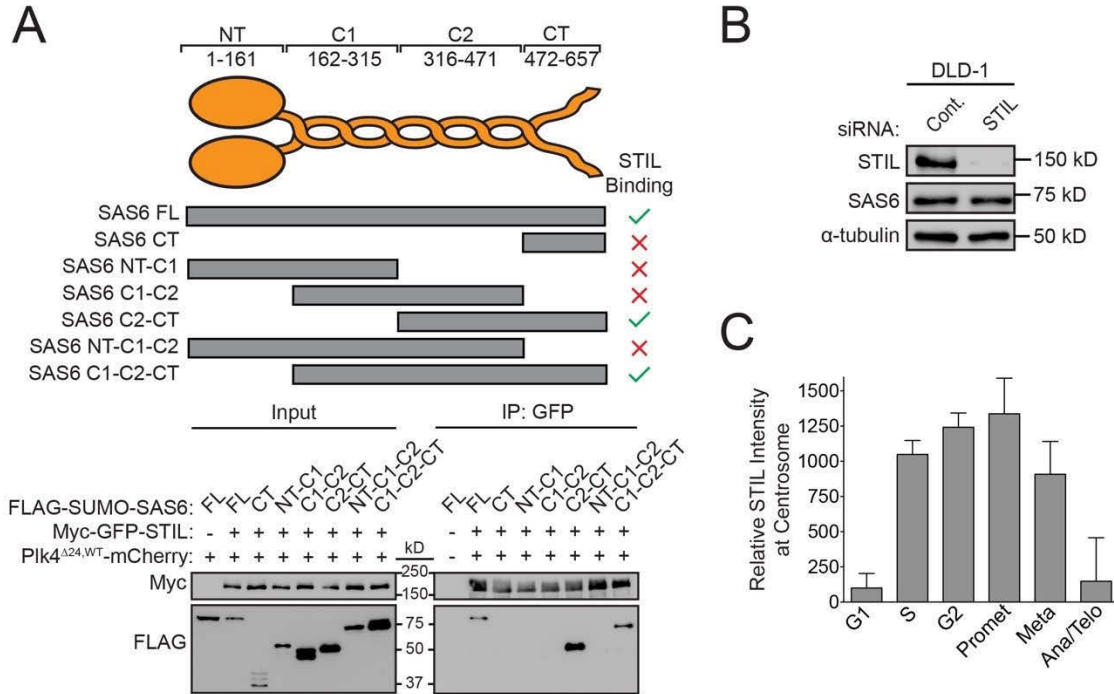 A
NT C1 C2 CT
1-161 162-315 316-471 472-657
STIL
Binding
SAS6 FL
SAS6 CT
SAS6 NT-C1
SAS6 C1-C2
SAS6 C2-CT
SAS6 NT-C1-C2
SAS6 C1-C2-CT
Input IP: GFP
FLAG-SUMO-SAS6: FL FL CT NT-C1 C1-C2 C2-CT NT-C1-C2 C1-C2-CT FL FL CT NT-C1 C1-C2 C2-CT NT-C1-C2 C1-C2-CT
Myc-GFP-STIL: - + + + + + + + - + + + + + + +
Plk4Δ24,WT-mCherry: - + + + + + + + kD - + + + + + + +
Myc 250
150
FLAG 75
50
37
B
DLD-1
siRNA: Cont. STIL
STIL 150 kD
SAS6 75 kD
α-tubulin 50 kD
C
Relative STIL Intensity
at Centrosome
1500
1250
1000
750
500
250
0
G1 S G2 Promet Meta Ana/Telo